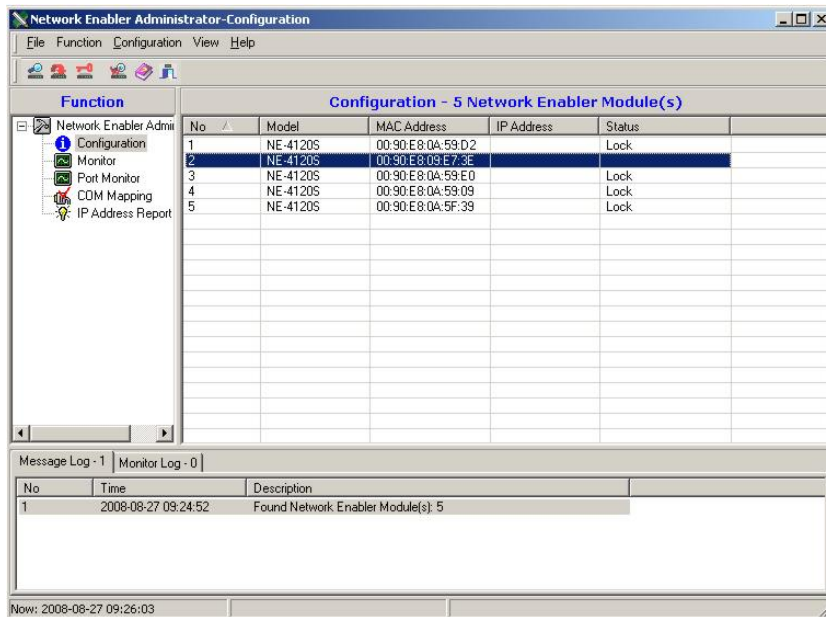 Network Enabler Administrator-Configuration
File Function Configuration View Help
Function
Configuration - 5 Network Enabler Module(s)
Network Enabler Admi
Configuration
Monitor
Port Monitor
COM Mapping
IP Address Report
No Model MAC Address IP Address Status
1 NE-4120S 00:90:E8:0A:59:D2 Lock
2 NE-4120S 00:90:E8:09:E7:3E
3 NE-4120S 00:90:E8:0A:59:E0 Lock
4 NE-4120S 00:90:E8:0A:59:09 Lock
5 NE-4120S 00:90:E8:0A:5F:39 Lock
Message Log - 1 Monitor Log - 0
No Time Description
1 2008-08-27 09:24:52 Found Network Enabler Module(s): 5
Now: 2008-08-27 09:26:03